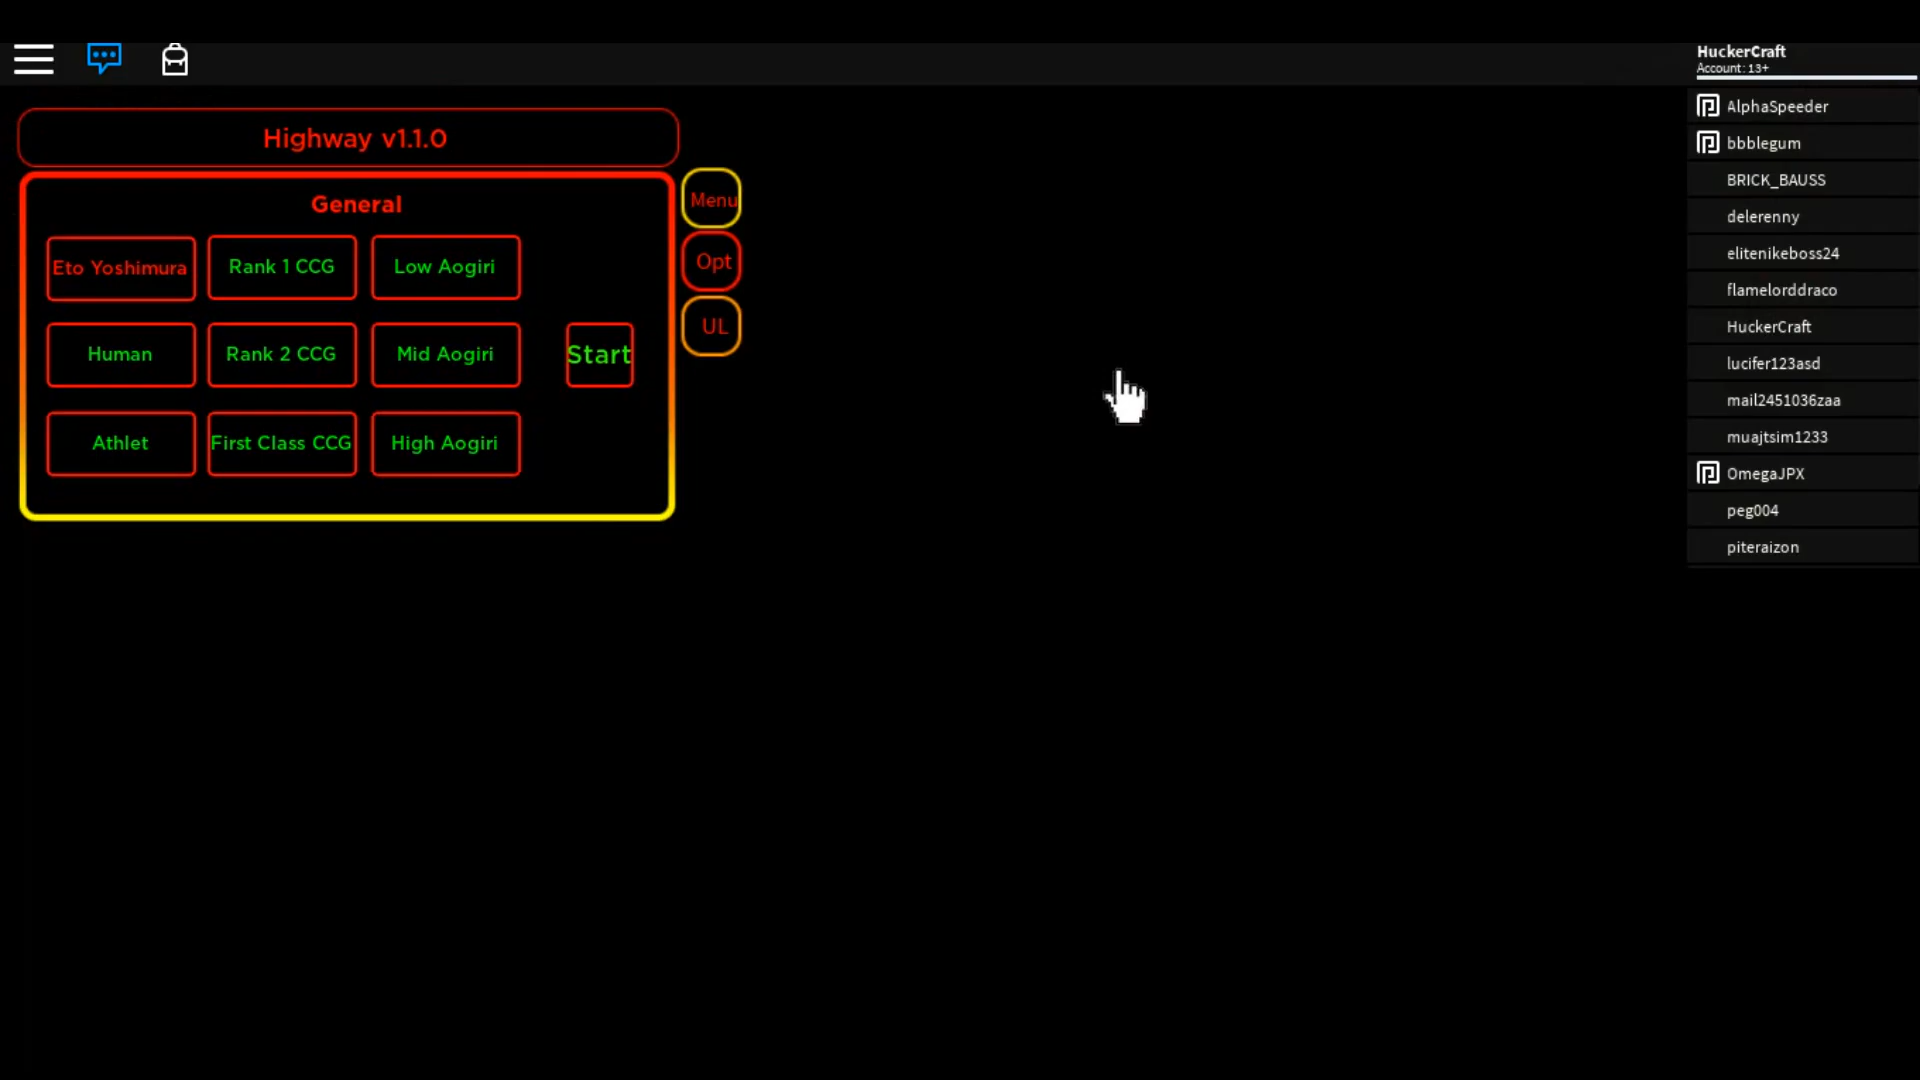 HuckerCraft
Account: 13+
Highway v1.1.0
General
Eto Yoshimura
Rank 1 CCG
Low Aogiri
Human
Rank 2 CCG
Mid Aogiri
Start
Athlet
First Class CCG
High Aogiri
Menu
Opt
UL
AlphaSpeeder
bbblegum
BRICK_BAUSS
delerenny
elitenikeboss24
flamelorddraco
HuckerCraft
lucifer123asd
mail2451036zaa
muajtsim1233
OmegaJPX
peg004
piteraizon